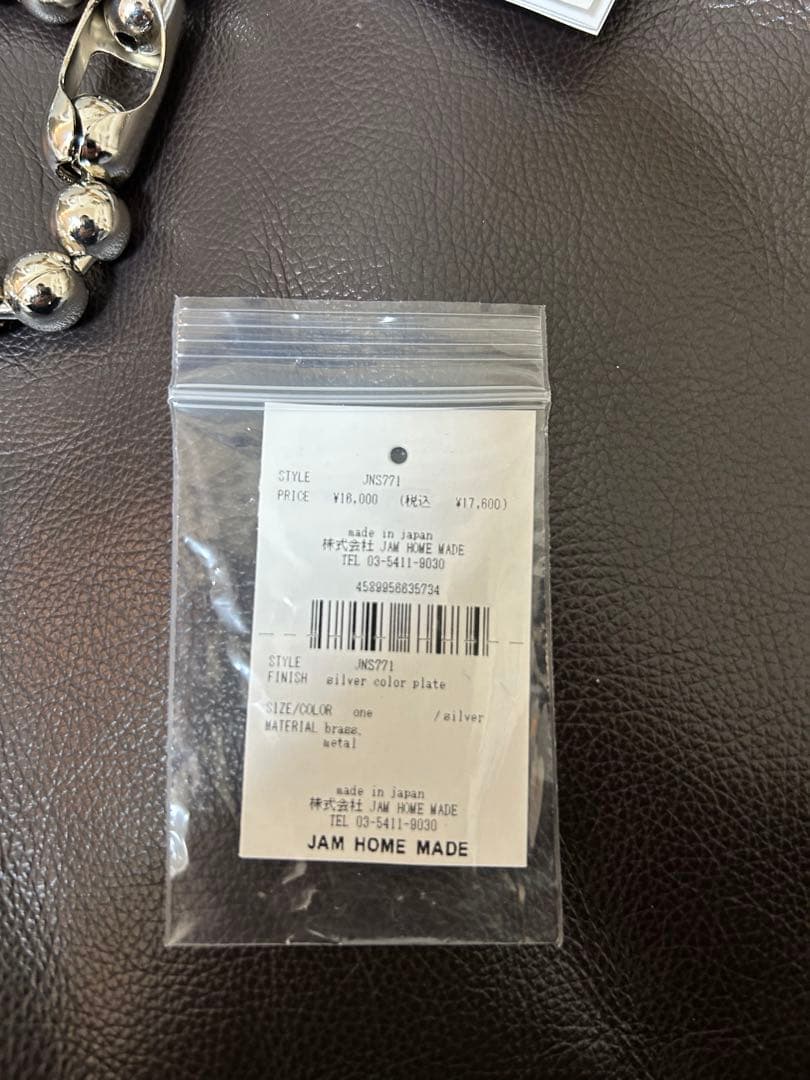 STYLE JNS771
PRICE ¥16,000 (税込 ¥17,600)
made in japan
株式会社 JAM HOME MADE
TEL 03-5411-9030
4589956635734
STYLE JNS771
FINISH silver color plate
SIZE/COLOR one /silver
MATERIAL brass,
metal
made in japan
株式会社 JAM HOME MADE
TEL 03-5411-9030
JAM HOME MADE